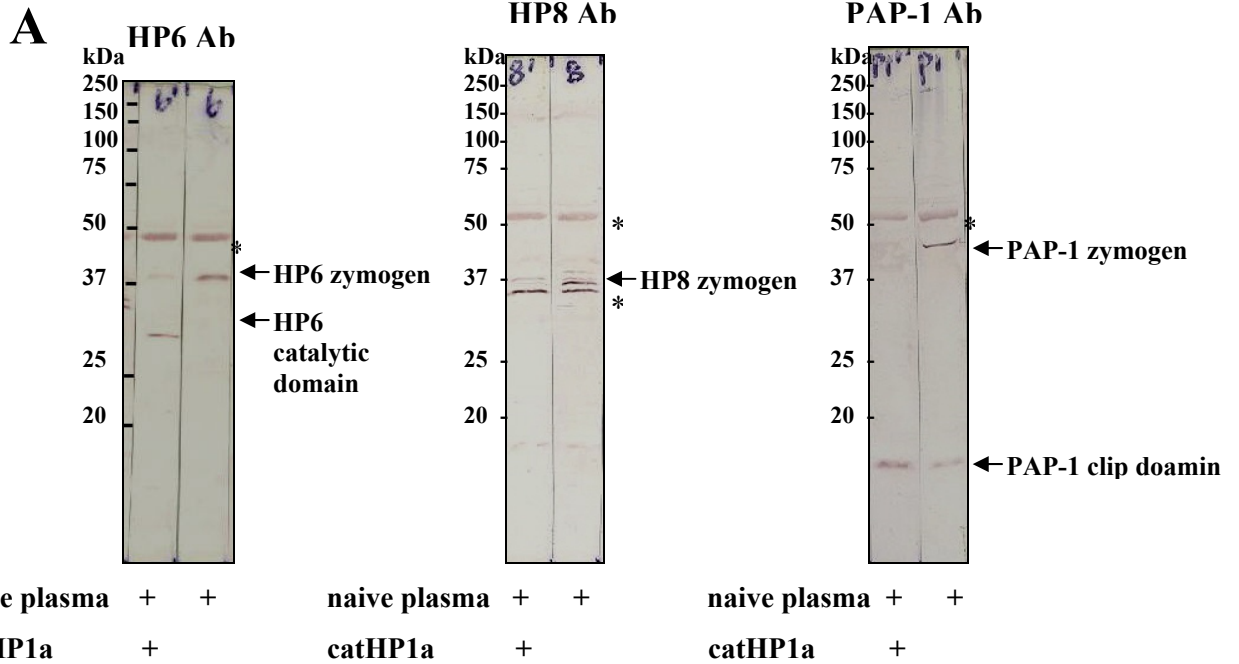 A
HP6 Ab
kDa
250
150
100
75
50
37
25
20
6' 6
*
HP6 zymogen
HP6
catalytic
domain
e plasma + +
HP1a +
HP8 Ab
kDa
250
150
100
75
50
37
25
20
8' 8
*
HP8 zymogen
*
naive plasma + +
catHP1a +
PAP-1 Ab
kDa
250
150
100
75
50
37
25
20
P1' P1
*
PAP-1 zymogen
PAP-1 clip doamin
naive plasma + +
catHP1a +